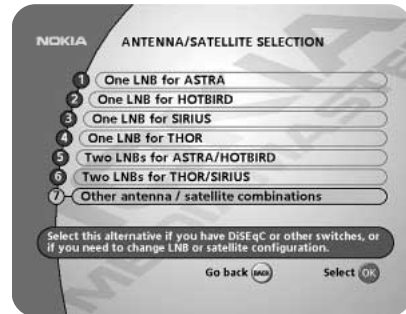 NOKIA
ANTENNA/SATELLITE SELECTION
1 One LNB for ASTRA
2 One LNB for HOTBIRD
3 One LNB for SIRIUS
4 One LNB for THOR
5 Two LNBs for ASTRA/HOTBIRD
6 Two LNBs for THOR/SIRIUS
7 Other antenna / satellite combinations
Select this alternative if you have DiSEqC or other switches, or
if you need to change LNB or satellite configuration.
Go back BACK Select OK
NOKIA
MEDIAMASTER